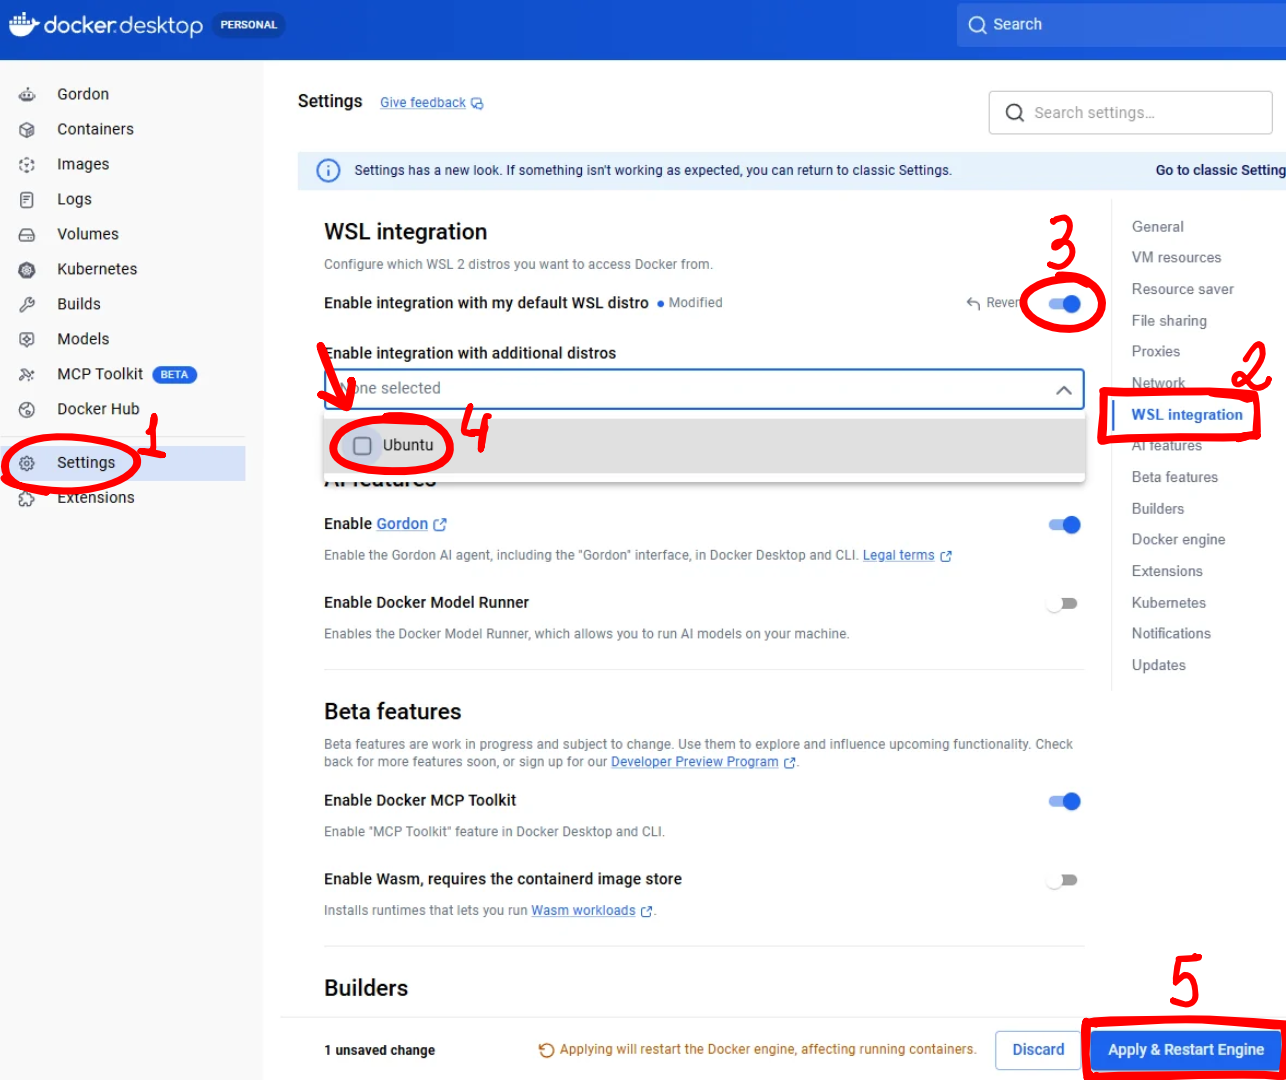 docker.desktop PERSONAL
Search
Gordon
Containers
Images
Logs
Volumes
Kubernetes
Builds
Models
MCP Toolkit BETA
Docker Hub
1
Settings
Extensions
Settings Give feedback
Search settings...
Settings has a new look. If something isn't working as expected, you can return to classic Settings.
Go to classic Setting
WSL integration
Configure which WSL 2 distros you want to access Docker from.
3
Enable integration with my default WSL distro • Modified
Rever
Enable integration with additional distros
None selected
Ubuntu
4
AI features
Enable Gordon
Enable the Gordon AI agent, including the "Gordon" interface, in Docker Desktop and CLI. Legal terms
Enable Docker Model Runner
Enables the Docker Model Runner, which allows you to run AI models on your machine.
Beta features
Beta features are work in progress and subject to change. Use them to explore and influence upcoming functionality. Check
back for more features soon, or sign up for our Developer Preview Program.
Enable Docker MCP Toolkit
Enable "MCP Toolkit" feature in Docker Desktop and CLI.
Enable Wasm, requires the containerd image store
Installs runtimes that lets you run Wasm workloads.
Builders
General
VM resources
Resource saver
File sharing
Proxies
2
Network
WSL integration
AI features
Beta features
Builders
Docker engine
Extensions
Kubernetes
Notifications
Updates
5
1 unsaved change
Applying will restart the Docker engine, affecting running containers.
Discard
Apply & Restart Engine